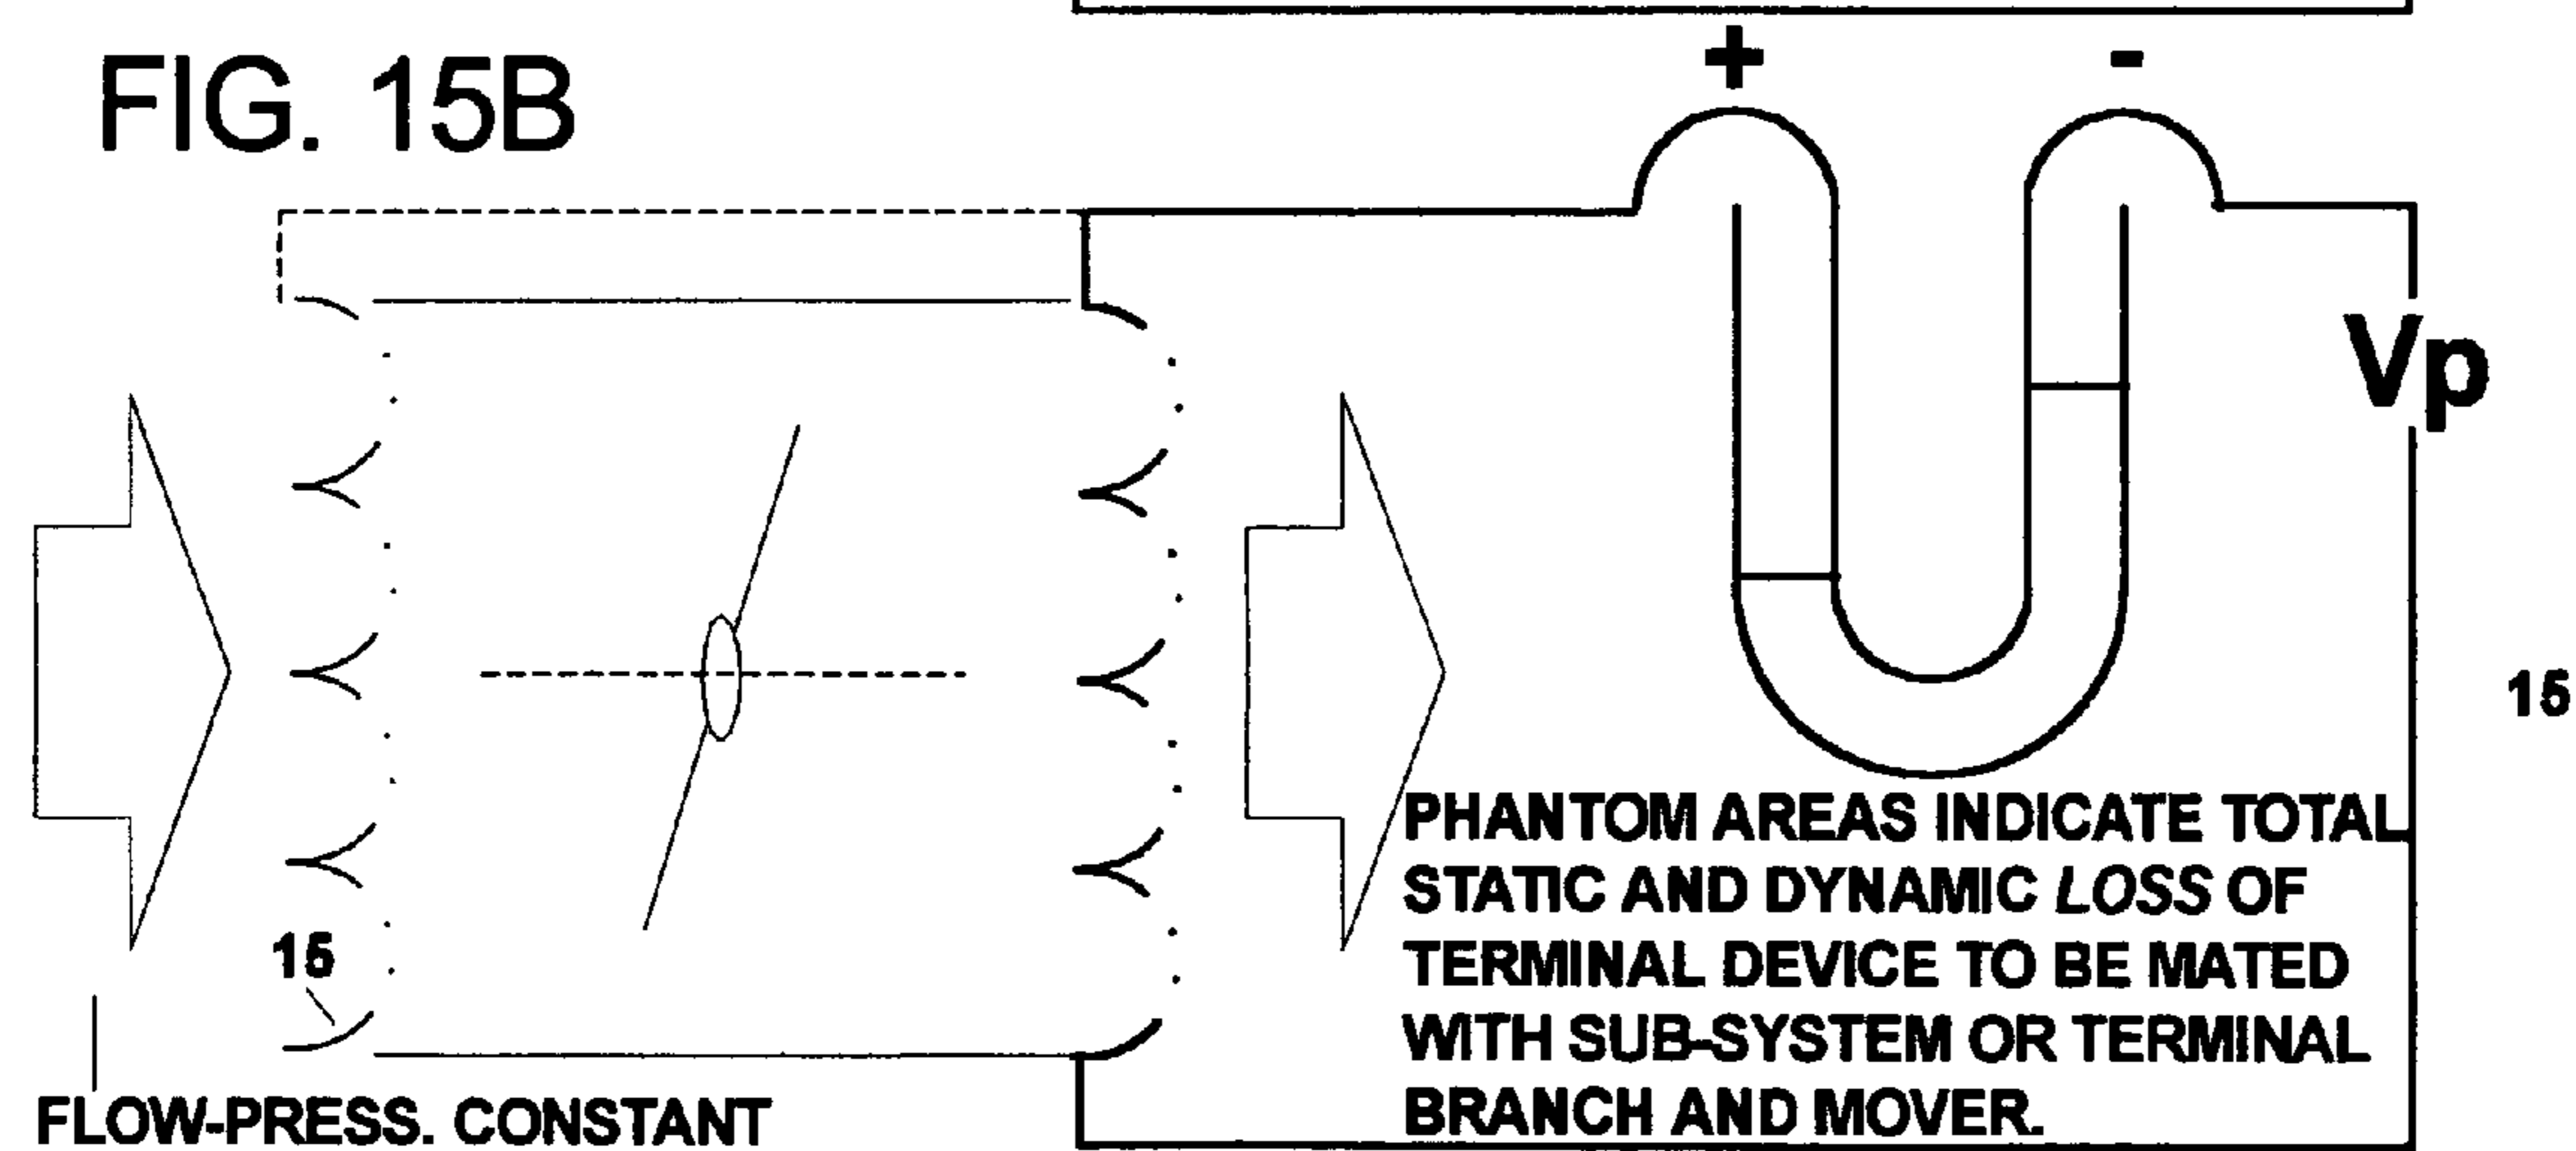 FIG. 15B
+ -
Vp
15
15
PHANTOM AREAS INDICATE TOTAL
STATIC AND DYNAMIC LOSS OF
TERMINAL DEVICE TO BE MATED
WITH SUB-SYSTEM OR TERMINAL
BRANCH AND MOVER.
FLOW-PRESS. CONSTANT